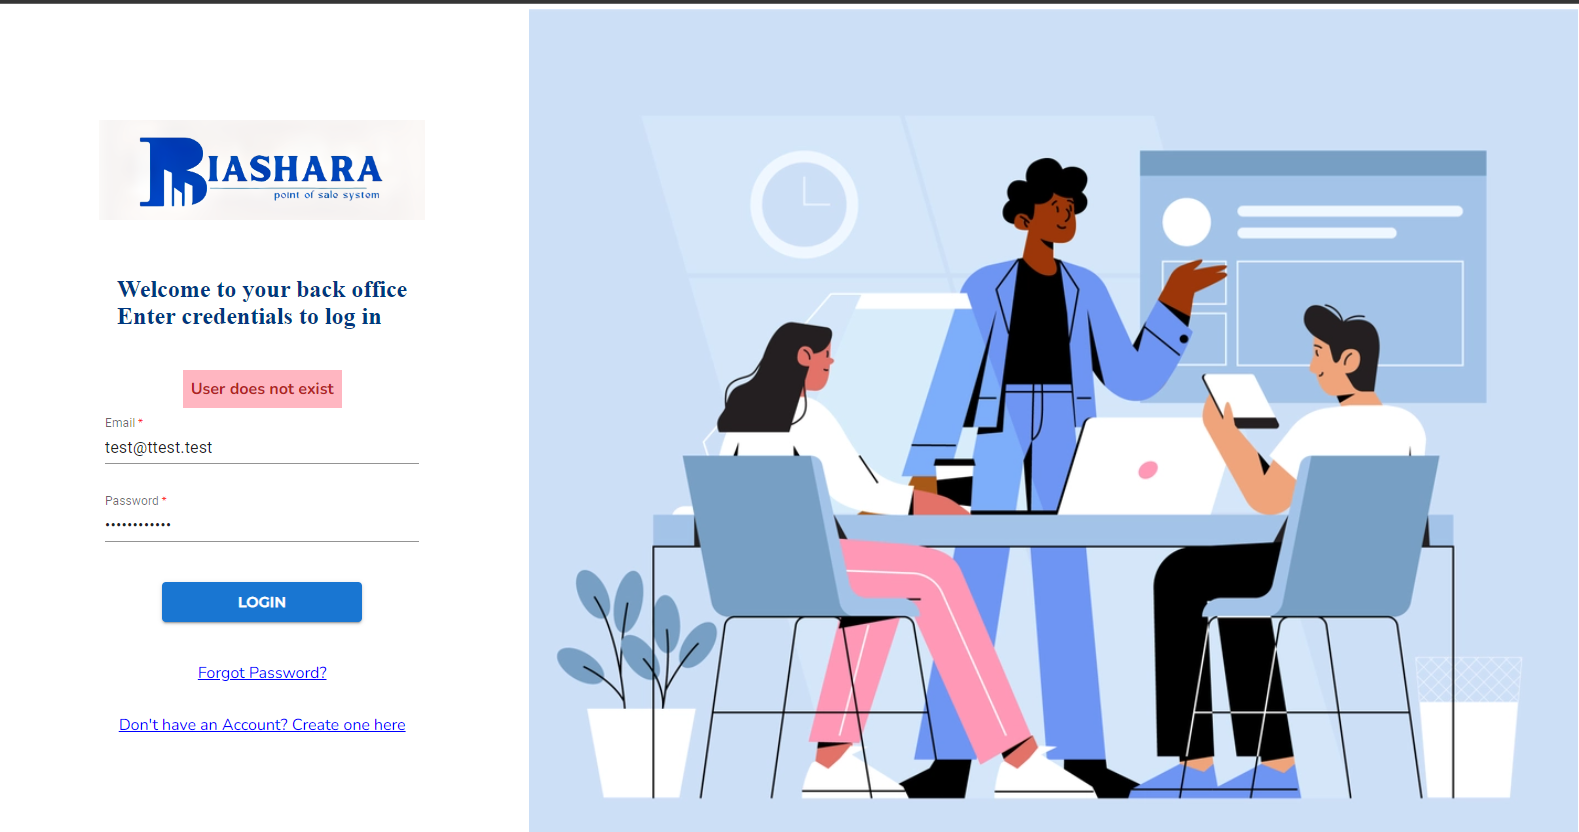 BIASHARA
point of sale system
Welcome to your back office
Enter credentials to log in
User does not exist
Email *
test@ttest.test
Password *
••••••••••••
LOGIN
Forgot Password?
Don't have an Account? Create one here